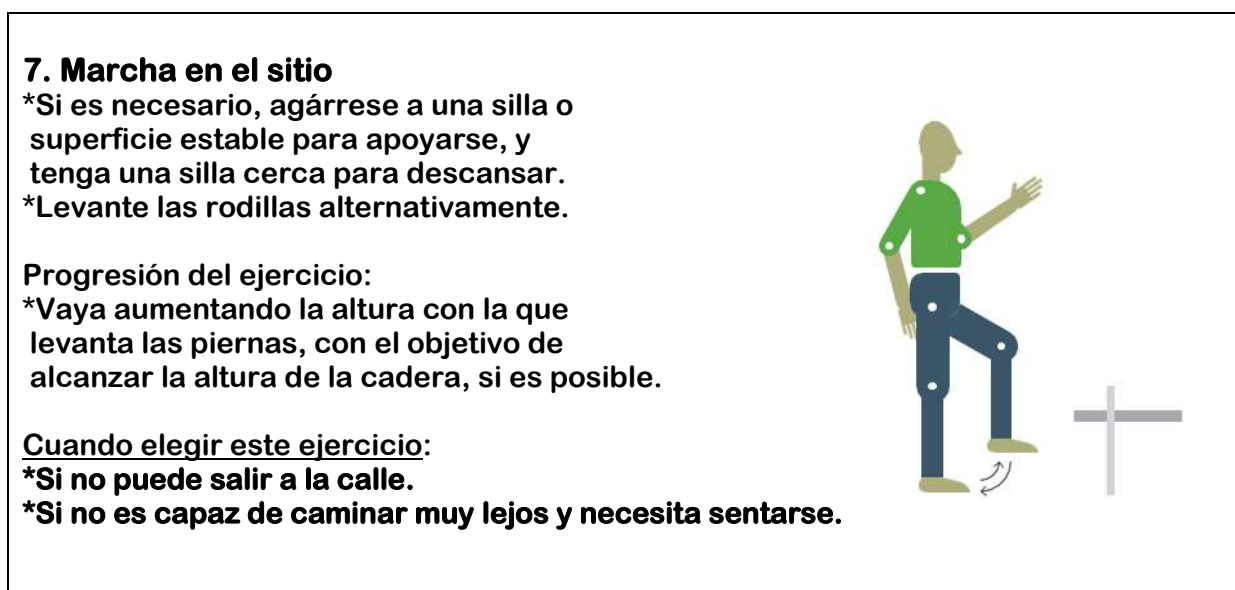 7. Marcha en el sitio
*Si es necesario, agárrese a una silla o
superficie estable para apoyarse, y
tenga una silla cerca para descansar.
*Levante las rodillas alternativamente.
Progresión del ejercicio:
*Vaya aumentando la altura con la que
levanta las piernas, con el objetivo de
alcanzar la altura de la cadera, si es posible.
Cuando elegir este ejercicio:
*Si no puede salir a la calle.
*Si no es capaz de caminar muy lejos y necesita sentarse.